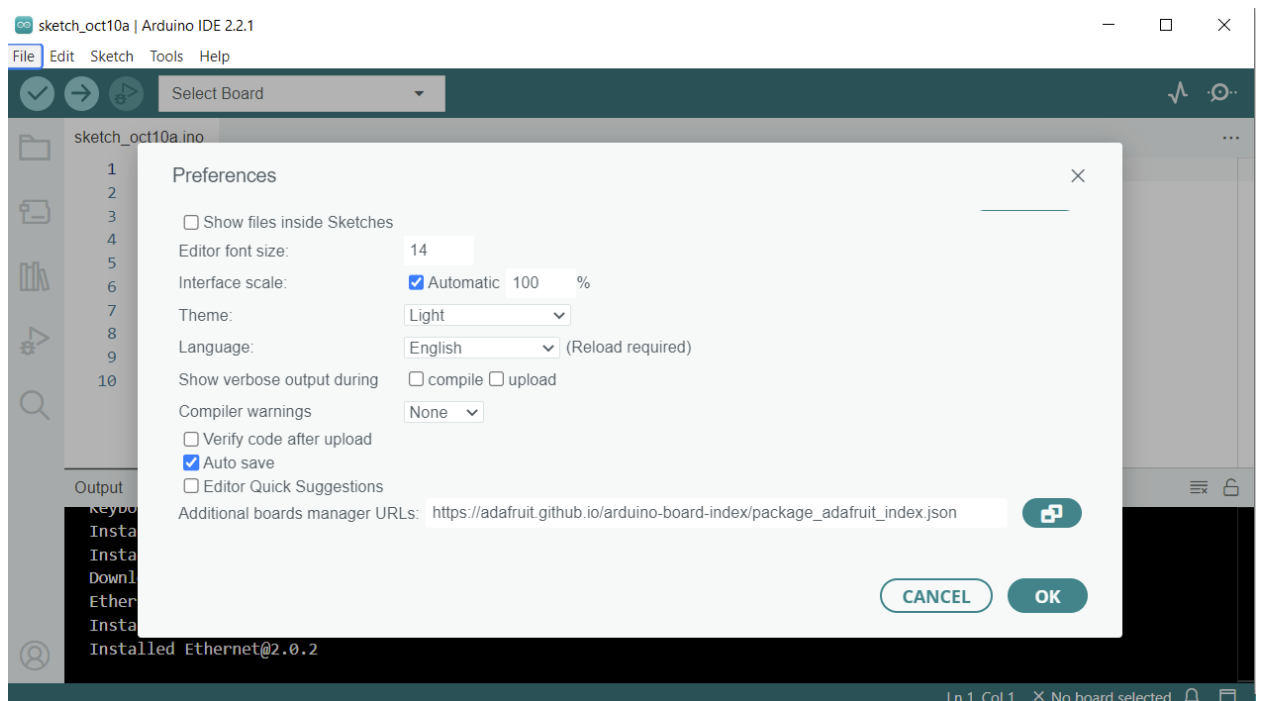 sketch_oct10a | Arduino IDE 2.2.1
File Edit Sketch Tools Help
Select Board
sketch_oct10a.ino
1
2
3
4
5
6
7
8
9
10
Preferences
Show files inside Sketches
Editor font size: 14
Interface scale: Automatic 100 %
Theme: Light
Language: English (Reload required)
Show verbose output during compile upload
Compiler warnings None
Verify code after upload
Auto save
Editor Quick Suggestions
Additional boards manager URLs: https://adafruit.github.io/arduino-board-index/package_adafruit_index.json
CANCEL OK
Output
Keybo
Insta
Insta
Downl
Ether
Insta
Installed Ethernet@2.0.2
Ln 1, Col 1 No board selected